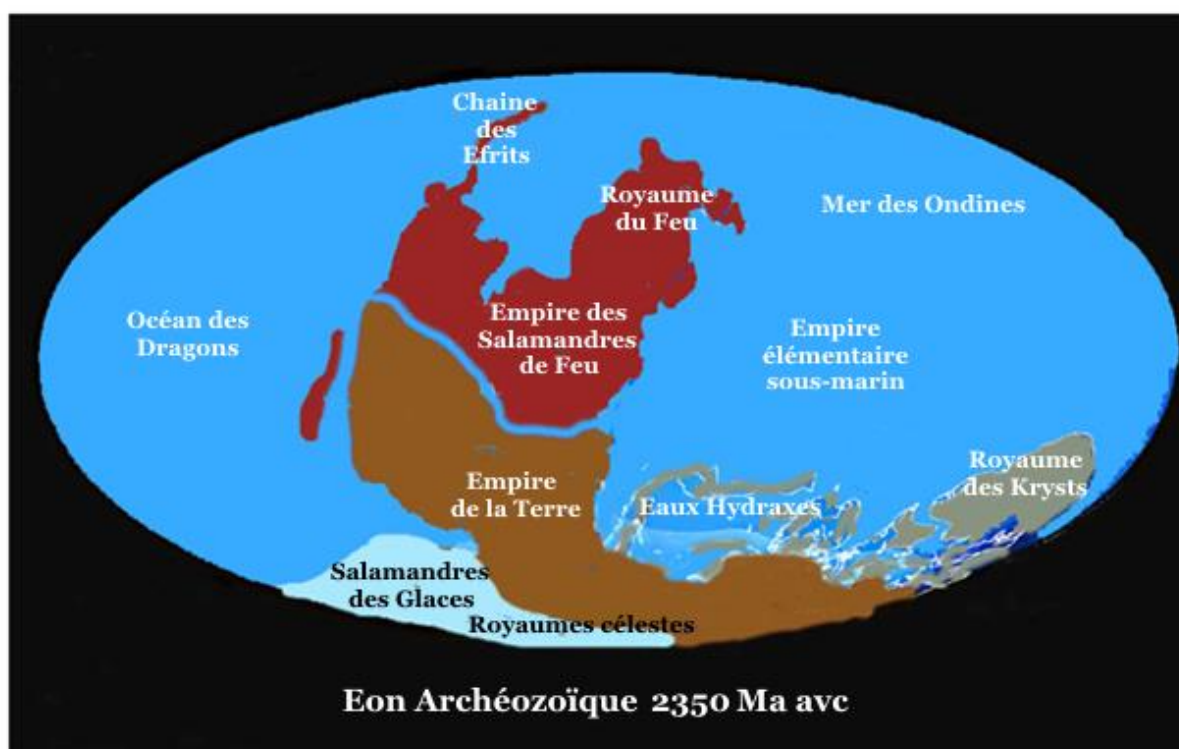 Chaine
des
Efrits
Royaume
du Feu
Mer des Ondines
Océan des
Dragons
Empire des
Salamandres
de Feu
Empire
élémentaire
sous-marin
Royaume
des Krysts
Empire
de la Terre
Eaux Hydraxes
Salamandres
des Glaces
Royaumes célestes
Eon Archéozoïque 2350 Ma avc